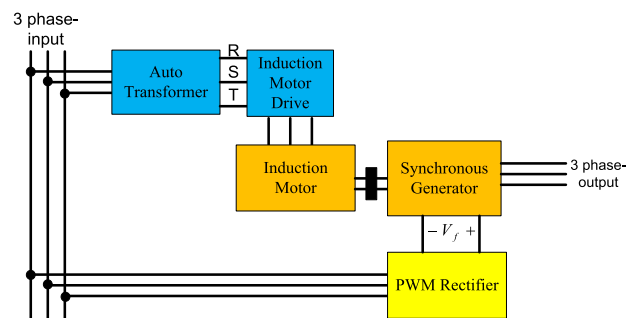 3 phase-
input
Auto
Transformer
R
S
T
Induction
Motor
Drive
Induction
Motor
Synchronous
Generator
3 phase-
output
− V_f +
PWM Rectifier